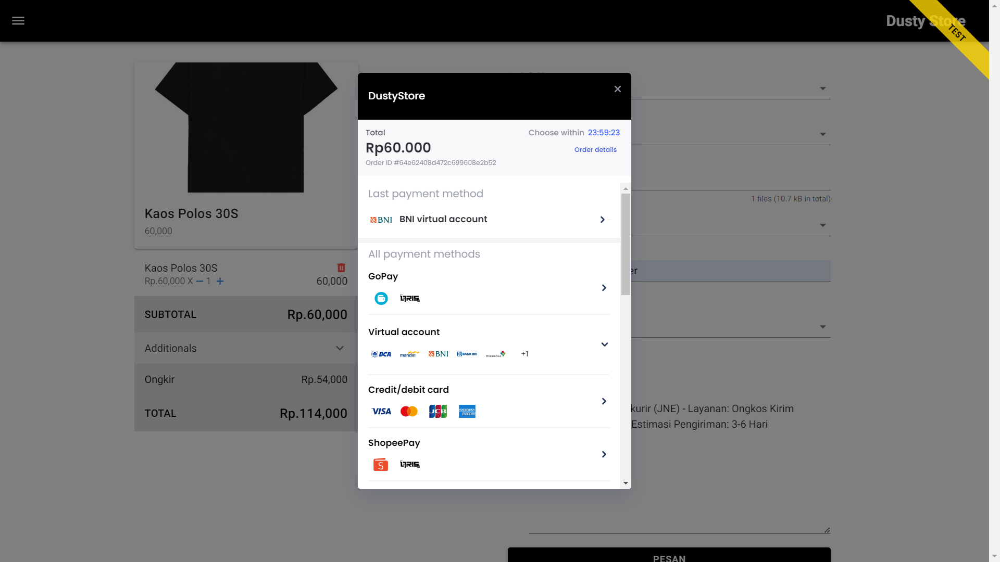 Dusty Store
TEST
Kaos Polos 30S
60,000
Kaos Polos 30S
Rp.60,000 X 1
60,000
SUBTOTAL
Rp.60,000
Additionals
Ongkir
Rp.54,000
TOTAL
Rp.114,000
DustyStore
Total
Choose within 23:59:23
Rp60.000
Order details
Order ID #64e62408d472c699608e2b52
Last payment method
BNI
BNI virtual account
All payment methods
GoPay
QRIS
Virtual account
BCA
mandiri
BNI
BANK BRI
PermataBank
+1
Credit/debit card
VISA
JCB
AMERICAN EXPRESS
ShopeePay
S
QRIS
1 files (10.7 kB in total)
er
kurir (JNE) - Layanan: Ongkos Kirim
Estimasi Pengiriman: 3-6 Hari
PESAN